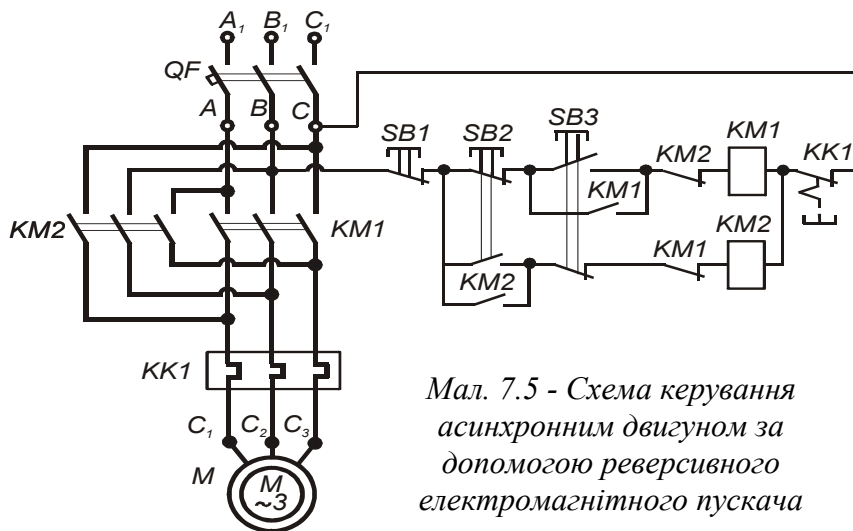 A₁ B₁ C₁
QF
A B C
SB1 SB2 SB3 KM2 KM1 KK1
KM1
KM2 KM1 KM2 KM1 KM2
KK1
C₁ C₂ C₃
M M
~3
Мал. 7.5 - Схема керування
асинхронним двигуном за
допомогою реверсивного
електромагнітного пускача